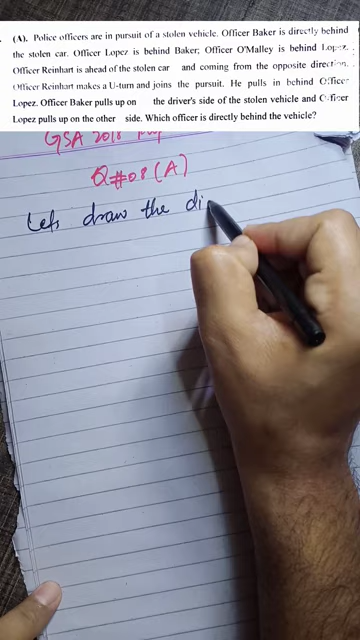 (A). Police officers are in pursuit of a stolen vehicle. Officer Baker is directly behind
the stolen car. Officer Lopez is behind Baker; Officer O'Malley is behind Lopez.
Officer Reinhart is ahead of the stolen car and coming from the opposite direction.
Officer Reinhart makes a U-turn and joins the pursuit. He pulls in behind Officer
Lopez. Officer Baker pulls up on the driver's side of the stolen vehicle and Officer
Lopez pulls up on the other side. Which officer is directly behind the vehicle?
GSA 2018
Q#08(A)
Lets draw the di